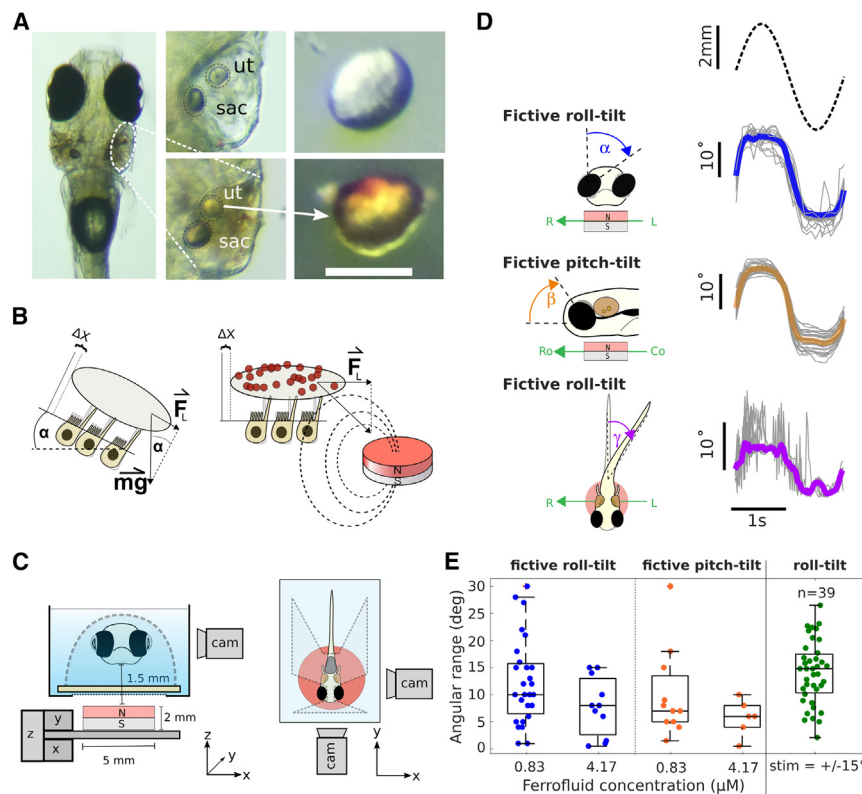 A
ut
sac
ut
sac
B
ΔX
F⃗L
α
α
mg⃗
ΔX
F⃗L
N
S
C
cam
1.5 mm
N
S
2 mm
y
z
x
5 mm
z
y
x
cam
cam
y
x
D
2mm
Fictive roll-tilt
α
10°
N
R L
S
Fictive pitch-tilt
β
10°
N
Ro Co
S
Fictive roll-tilt
γ
10°
R L
1s
E
fictive roll-tilt fictive pitch-tilt roll-tilt
n=39
Angular range (deg)
30
25
20
15
10
5
0
0.83 4.17 0.83 4.17 stim = +/-15°
Ferrofluid concentration (μM)